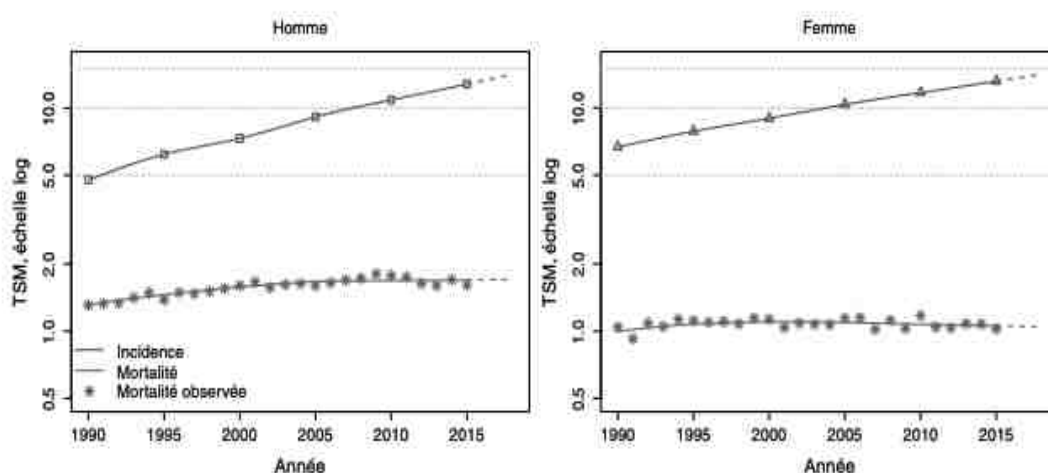 Homme
TSM, échelle log
10.0
5.0
2.0
1.0
0.5
Incidence
Mortalité
Mortalité observée
1990 1995 2000 2005 2010 2015
Année
Femme
TSM, échelle log
10.0
5.0
2.0
1.0
0.5
1990 1995 2000 2005 2010 2015
Année